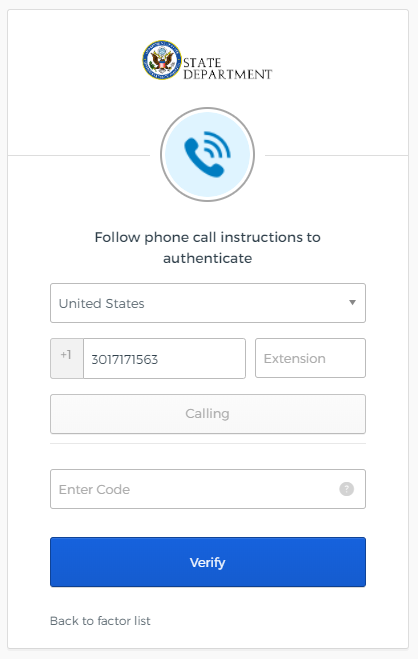 STATE
DEPARTMENT
Follow phone call instructions to
authenticate
United States
+1 3017171563 Extension
Calling
Enter Code ?
Verify
Back to factor list